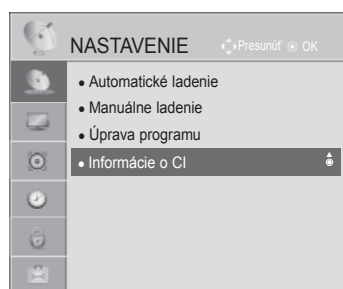 NASTAVENIE
Presunúť OK
• Automatické ladenie
• Manuálne ladenie
• Úprava programu
• Informácie o CI